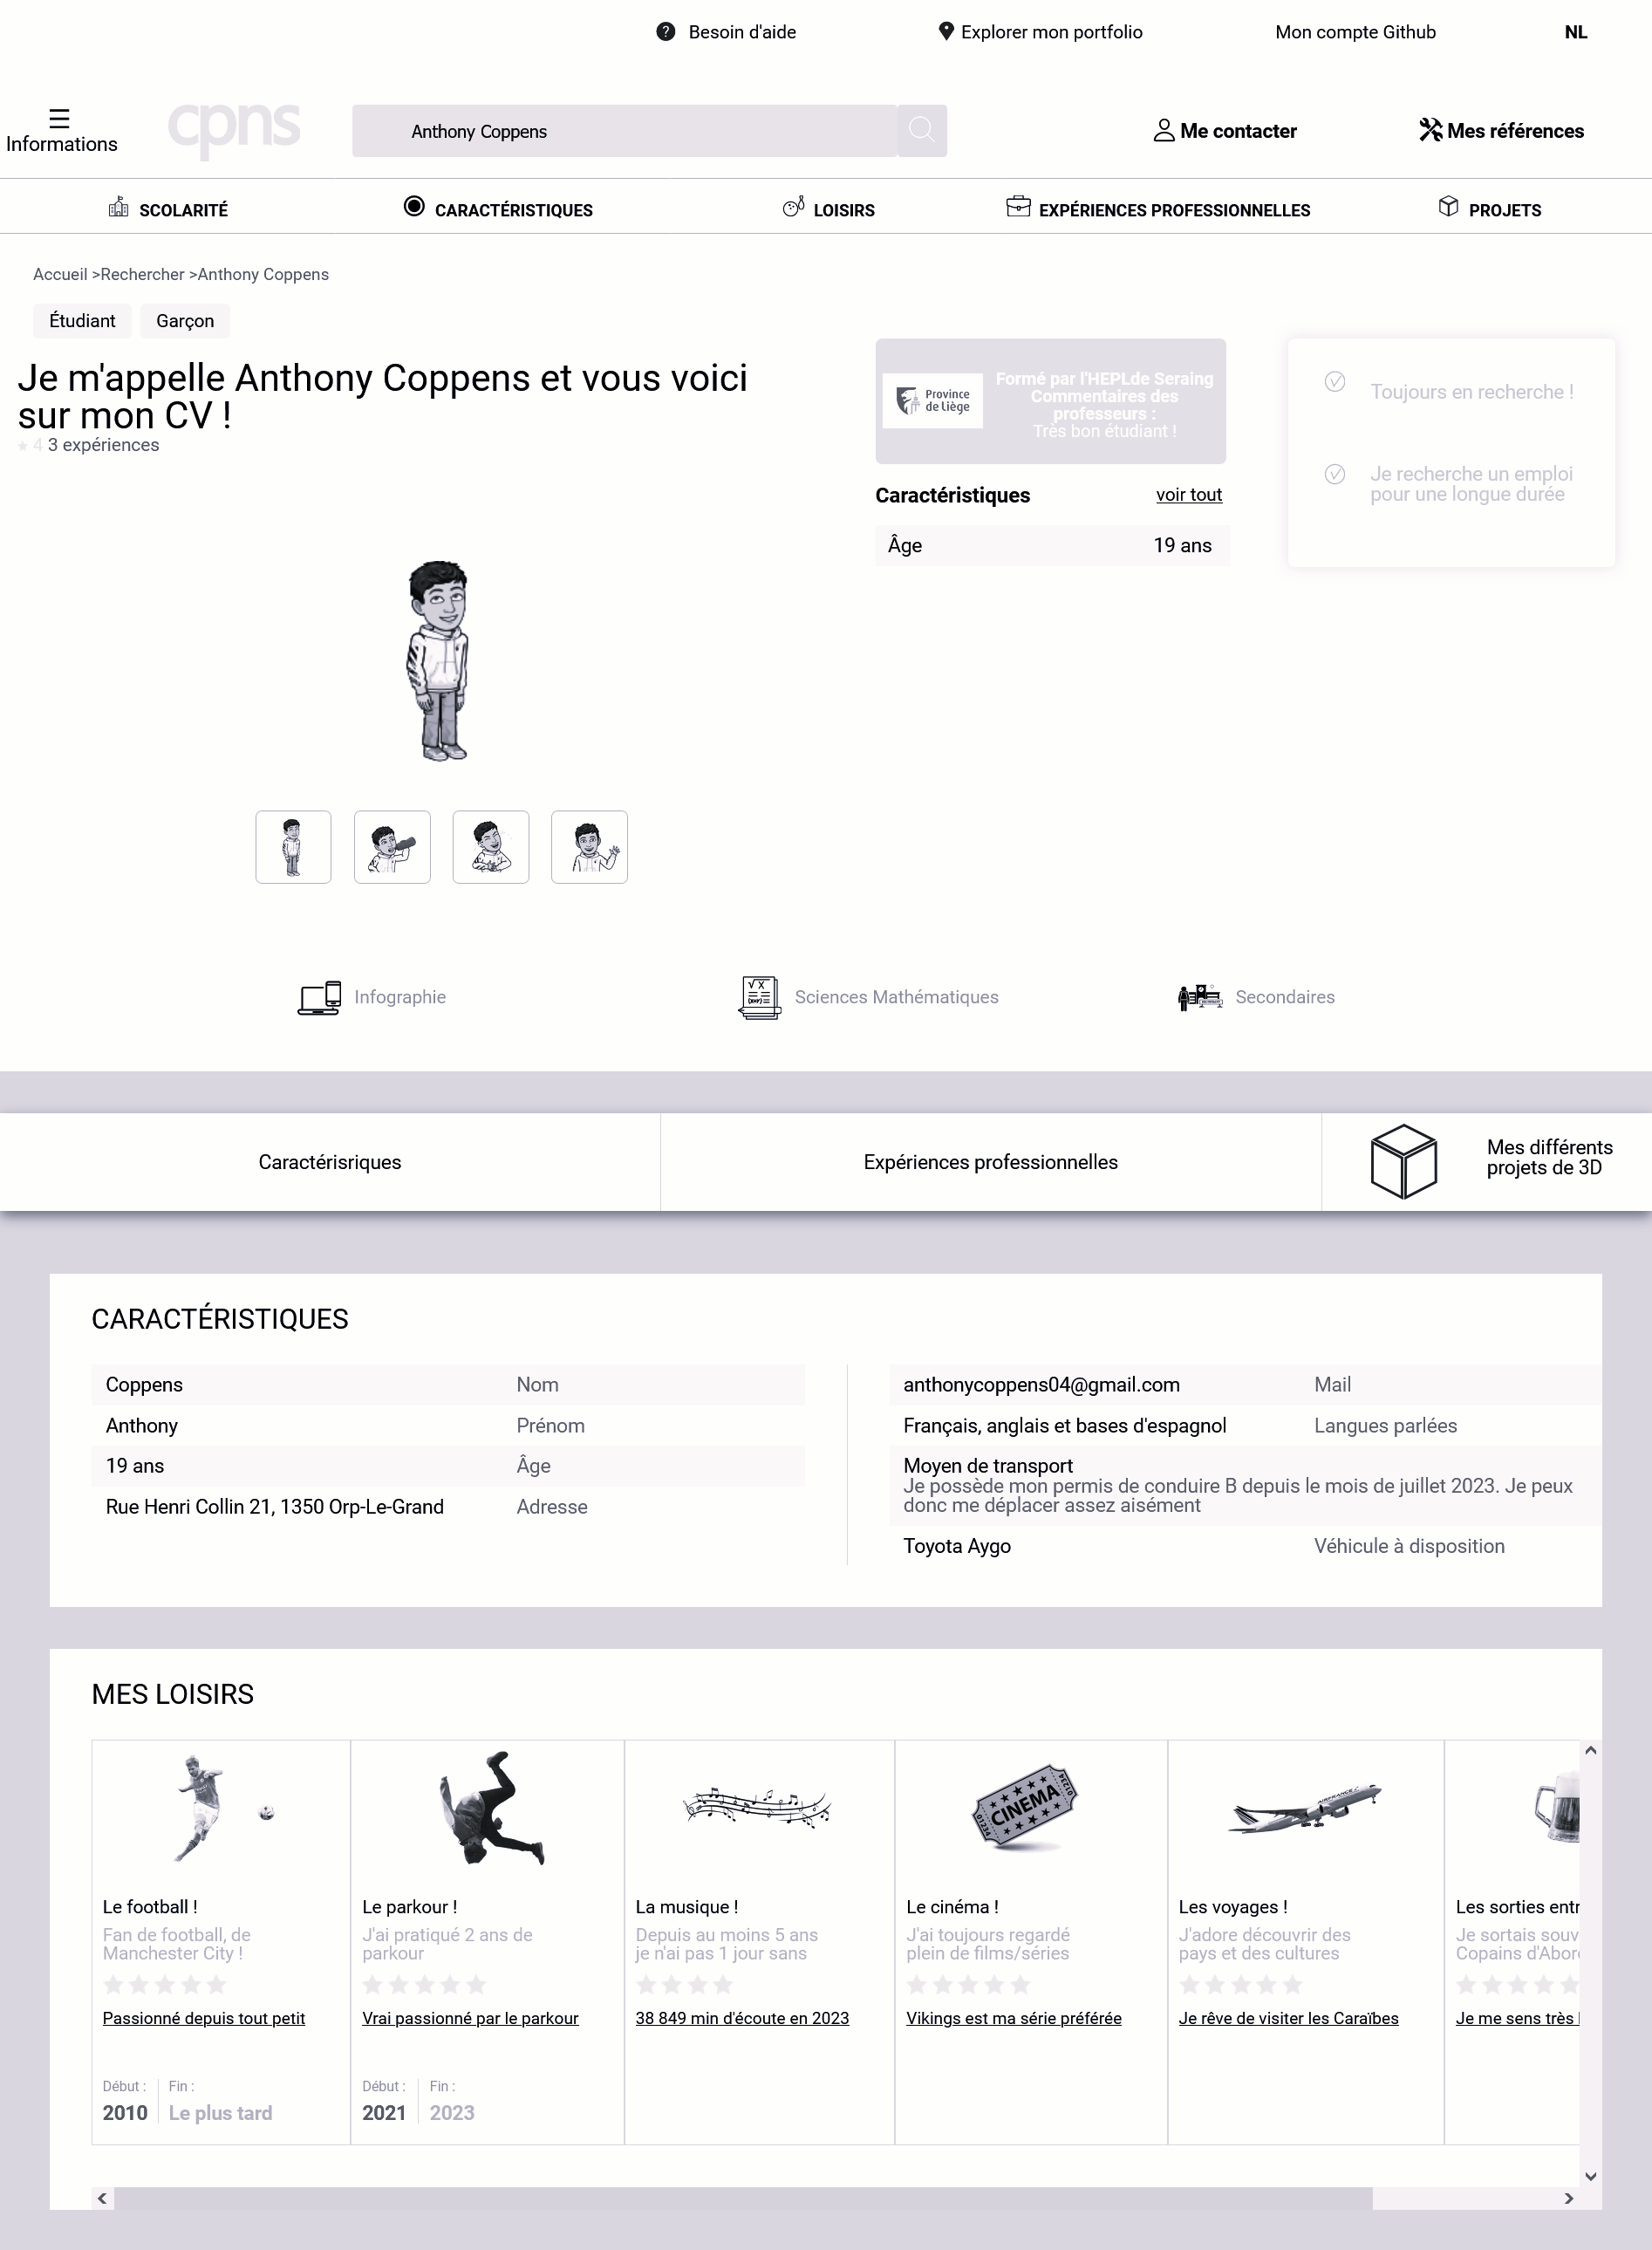 Besoin d'aide
Explorer mon portfolio
Mon compte Github
NL
Informations
cpns
Anthony Coppens
Me contacter
Mes références
SCOLARITÉ
CARACTÉRISTIQUES
LOISIRS
EXPÉRIENCES PROFESSIONNELLES
PROJETS
Accueil >Rechercher >Anthony Coppens
Étudiant
Garçon
Je m'appelle Anthony Coppens et vous voici
sur mon CV !
4 3 expériences
Province
de liège
Formé par l'HEPLde Seraing
Commentaires des
professeurs :
Très bon étudiant !
Caractéristiques
voir tout
Âge
19 ans
Toujours en recherche !
Je recherche un emploi
pour une longue durée
Infographie
Sciences Mathématiques
Secondaires
Caractérisriques
Expériences professionnelles
Mes différents
projets de 3D
CARACTÉRISTIQUES
Coppens
Nom
Anthony
Prénom
19 ans
Âge
Rue Henri Collin 21, 1350 Orp-Le-Grand
Adresse
anthonycoppens04@gmail.com
Mail
Français, anglais et bases d'espagnol
Langues parlées
Moyen de transport
Je possède mon permis de conduire B depuis le mois de juillet 2023. Je peux
donc me déplacer assez aisément
Toyota Aygo
Véhicule à disposition
MES LOISIRS
Le football !
Fan de football, de
Manchester City !
Passionné depuis tout petit
Début :
Fin :
2010
Le plus tard
Le parkour !
J'ai pratiqué 2 ans de
parkour
Vrai passionné par le parkour
Début :
Fin :
2021
2023
La musique !
Depuis au moins 5 ans
je n'ai pas 1 jour sans
38 849 min d'écoute en 2023
CINEMA
01234
01234
Le cinéma !
J'ai toujours regardé
plein de films/séries
Vikings est ma série préférée
AIRFRANCE
Les voyages !
J'adore découvrir des
pays et des cultures
Je rêve de visiter les Caraïbes
Les sorties entr
Je sortais souv
Copains d'Abor
Je me sens très